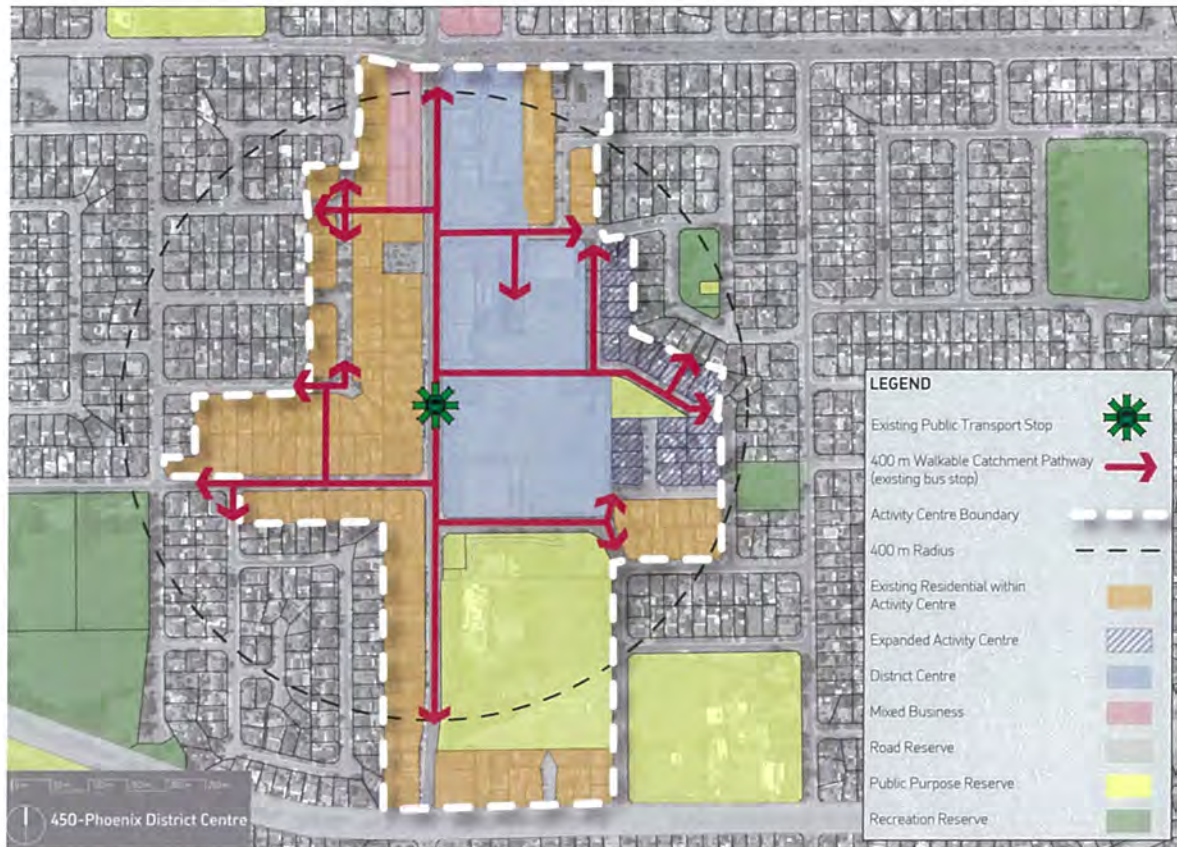 LEGEND
Existing Public Transport Stop
400 m Walkable Catchment Pathway
(existing bus stop)
Activity Centre Boundary
400 m Radius
Existing Residential within
Activity Centre
Expanded Activity Centre
District Centre
Mixed Business
Road Reserve
Public Purpose Reserve
Recreation Reserve
450-Phoenix District Centre